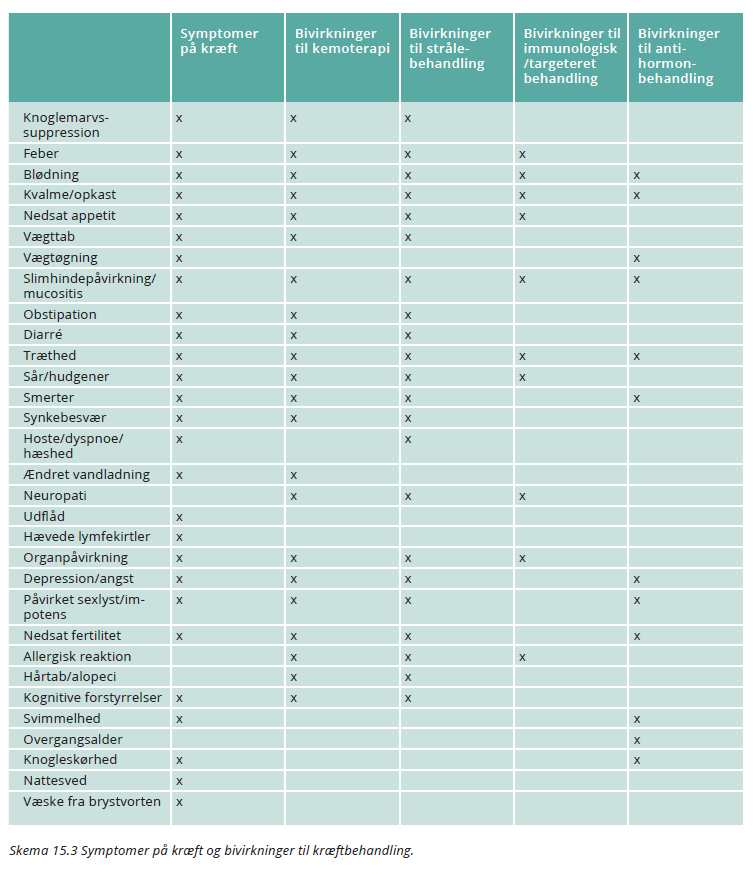 Symptomer på kræft | Bivirkninger til kemoterapi | Bivirkninger til stråle-behandling | Bivirkninger til immunologisk /targeteret behandling | Bivirkninger til anti-hormon-behandling
Knoglemarvs-suppression x x x
Feber x x x x
Blødning x x x x x
Kvalme/opkast x x x x x
Nedsat appetit x x x x
Vægttab x x x
Vægtøgning x x
Slimhindepåvirkning/ mucositis x x x x x
Obstipation x x x
Diarré x x x
Træthed x x x x x
Sår/hudgener x x x x
Smerter x x x x
Synkebesvær x x x
Hoste/dyspnoe/ hæshed x x
Ændret vandladning x x
Neuropati x x x
Udflåd x
Hævede lymfekirtler x
Organpåvirkning x x x x
Depression/angst x x x x
Påvirket sexlyst/im-potens x x x x
Nedsat fertilitet x x x x
Allergisk reaktion x x x
Hårtab/alopeci x x
Kognitive forstyrrelser x x x
Svimmelhed x x
Overgangsalder x
Knogleskørhed x x
Nattesved x
Væske fra brystvorten x
Skema 15.3 Symptomer på kræft og bivirkninger til kræftbehandling.